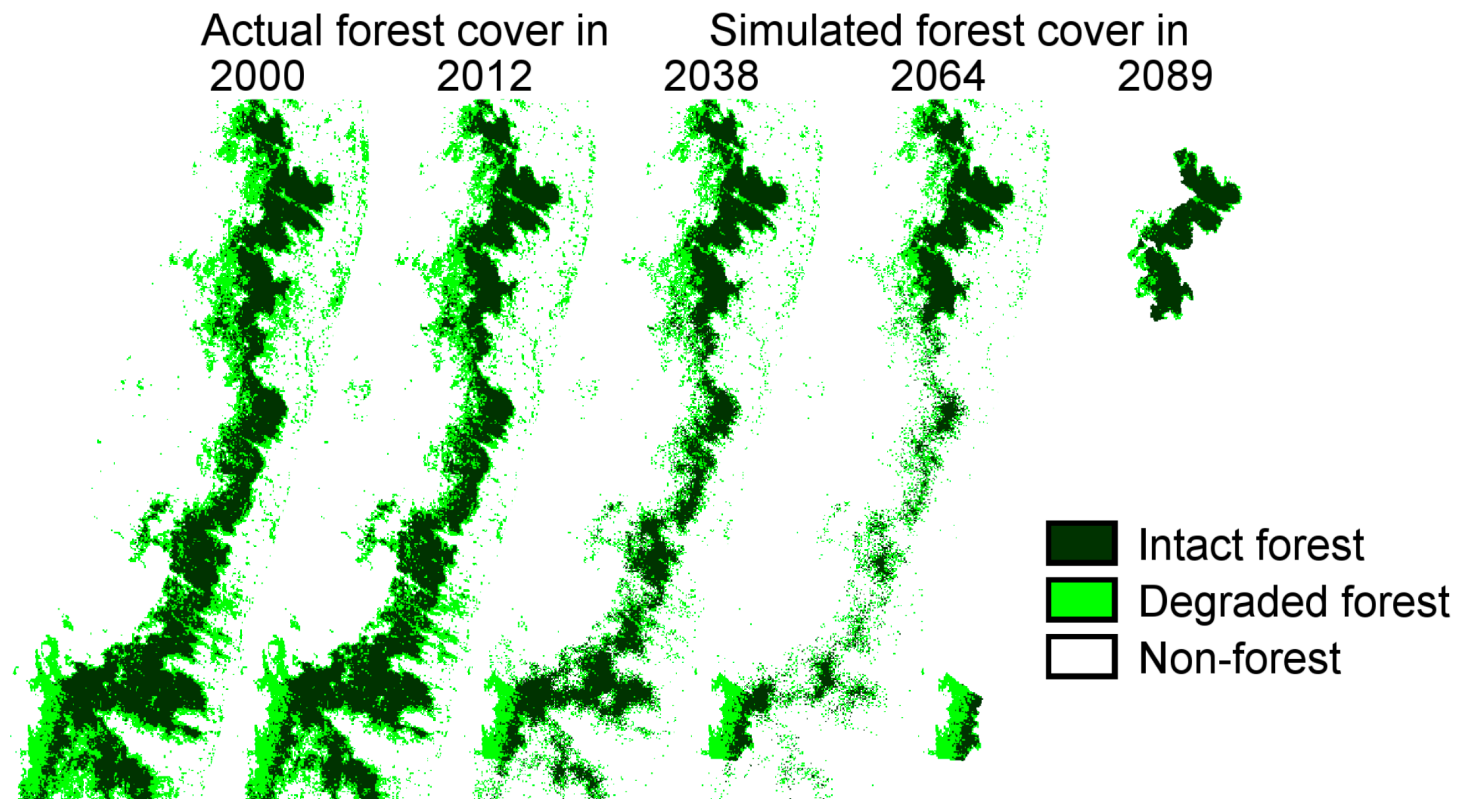 Actual forest cover in
Simulated forest cover in
2000 2012 2038 2064 2089
Intact forest
Degraded forest
Non-forest